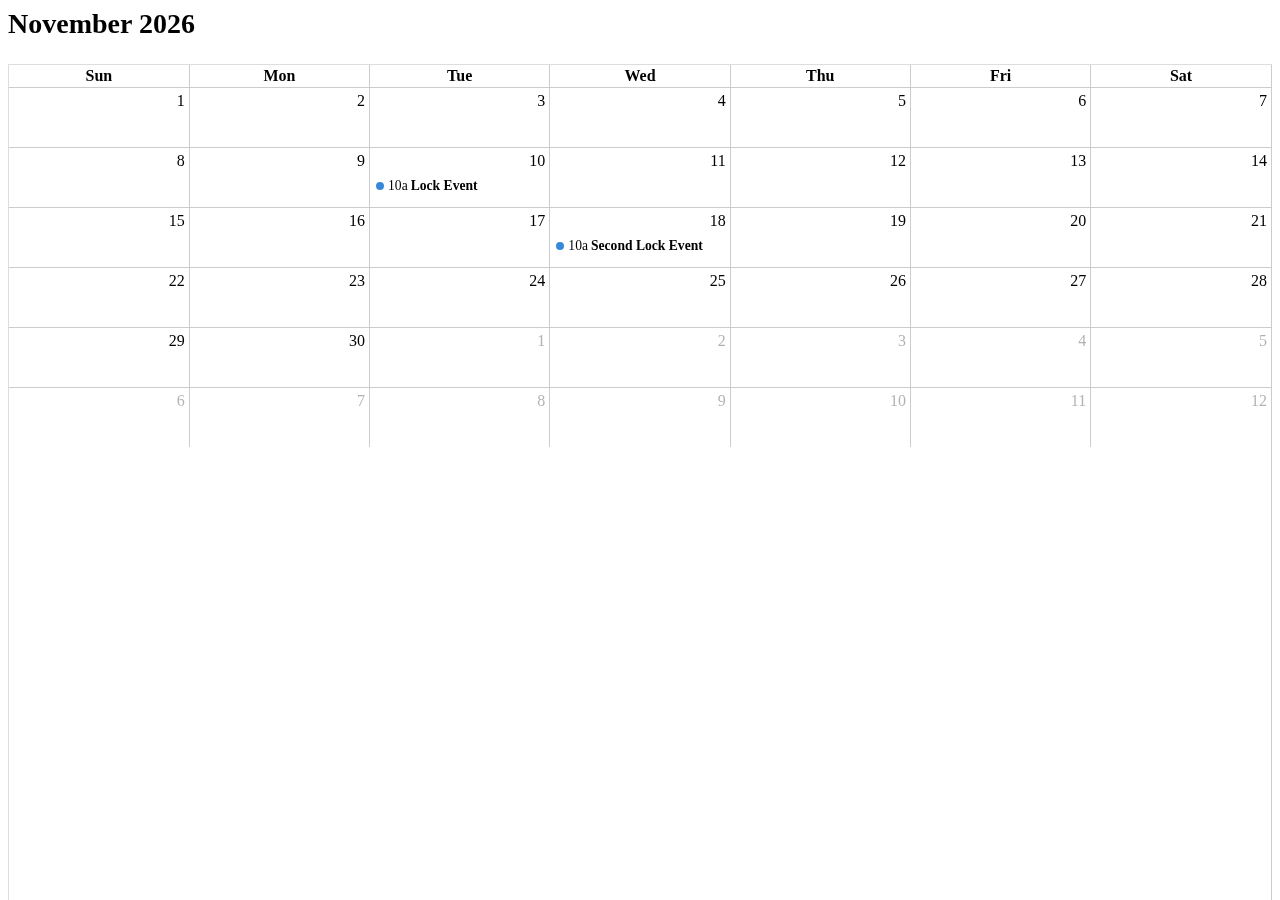 November 2026
Sun Mon Tue Wed Thu Fri Sat
1 2 3 4 5 6 7
8 9 10 11 12 13 14
10a Lock Event
15 16 17 18 19 20 21
10a Second Lock Event
22 23 24 25 26 27 28
29 30 1 2 3 4 5
6 7 8 9 10 11 12